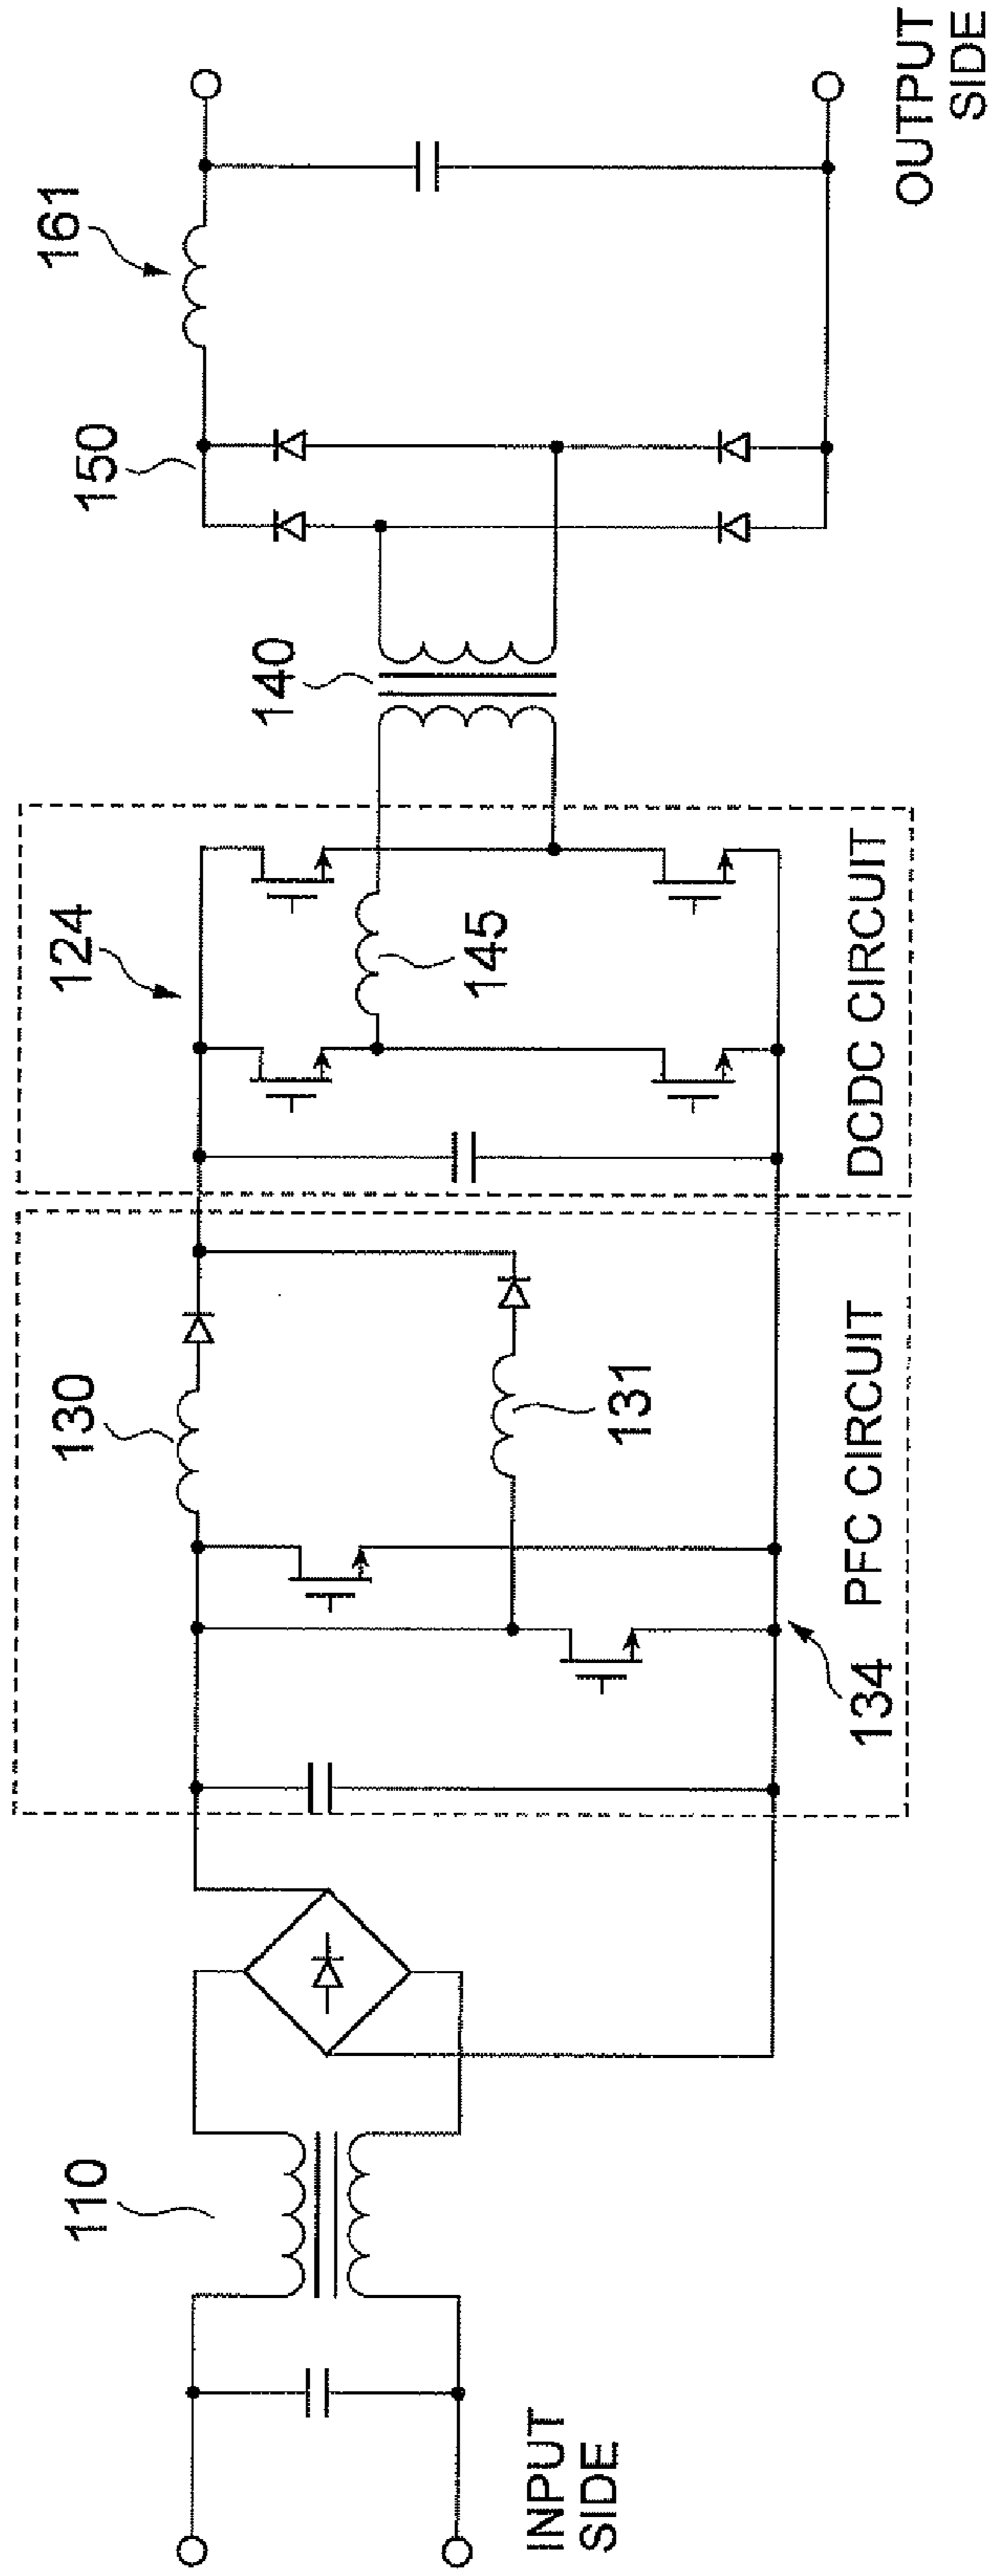 INPUT
SIDE
110
PFC CIRCUIT
134
130
131
DCDC CIRCUIT
124
145
140
150
161
OUTPUT
SIDE